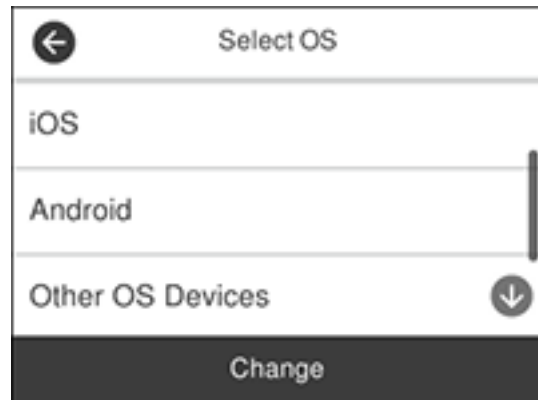 Select OS
iOS
Android
Other OS Devices
Change